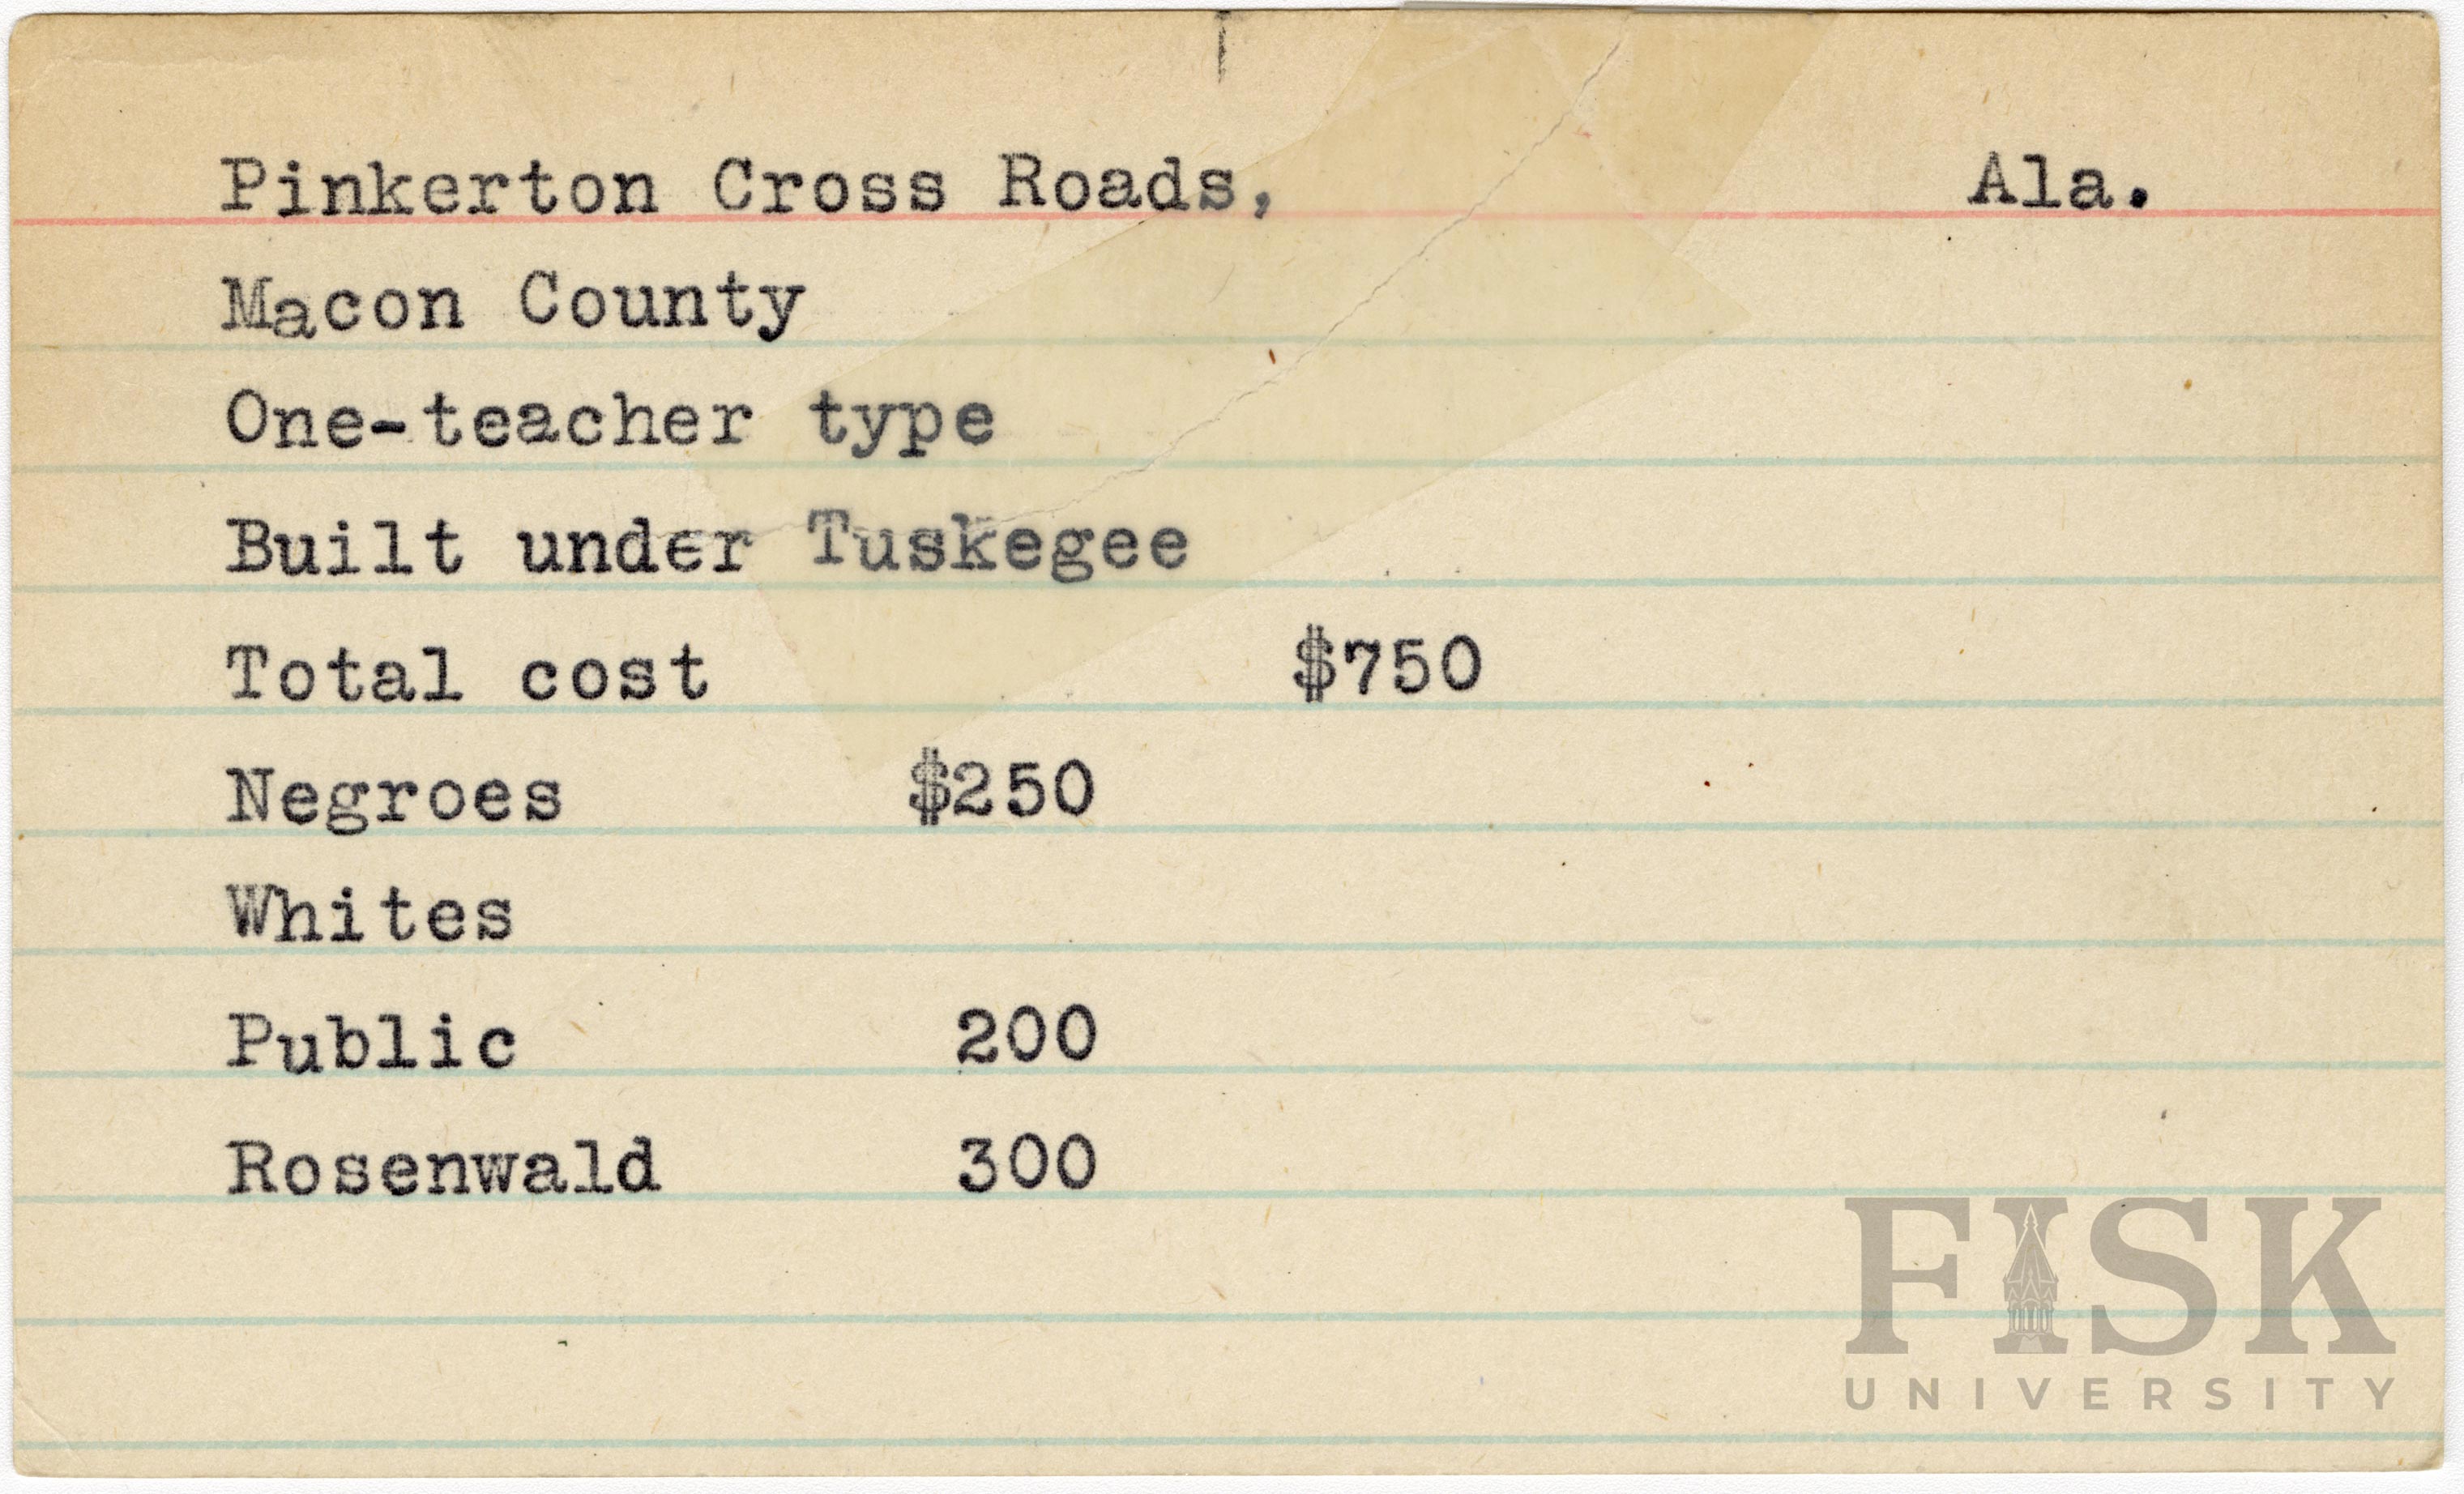 Pinkerton Cross Roads, Ala.
Macon County
One-teacher type
Built under Tuskegee
Total cost $750
Negroes $250
Whites
Public 200
Rosenwald 300
FISK
UNIVERSITY